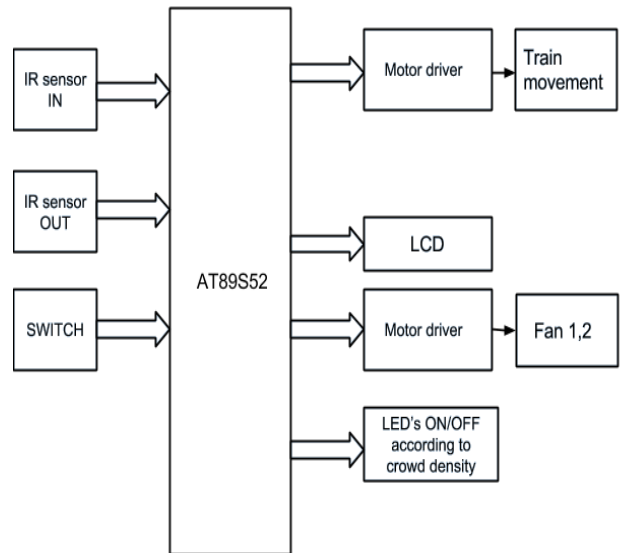 IR sensor
IN
IR sensor
OUT
SWITCH
AT89S52
Motor driver
Train
movement
LCD
Motor driver
Fan 1,2
LED's ON/OFF
according to
crowd density